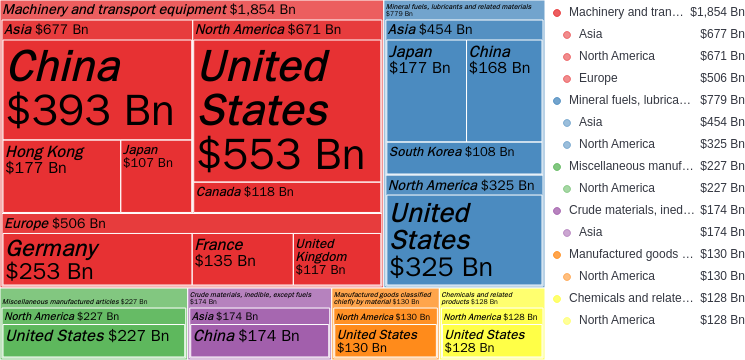 Machinery and transport equipment $1,854 Bn
Asia $677 Bn
China
$393 Bn
Hong Kong
$177 Bn
Japan
$107 Bn
North America $671 Bn
United
States
$553 Bn
Canada $118 Bn
Europe $506 Bn
Germany
$253 Bn
France
$135 Bn
United
Kingdom
$117 Bn
Mineral fuels, lubricants and related materials
$779 Bn
Asia $454 Bn
Japan
$177 Bn
China
$168 Bn
South Korea $108 Bn
North America $325 Bn
United
States
$325 Bn
Miscellaneous manufactured articles $227 Bn
North America $227 Bn
United States $227 Bn
Crude materials, inedible, except fuels
$174 Bn
Asia $174 Bn
China $174 Bn
Manufactured goods classified
chiefly by material $130 Bn
North America $130 Bn
United States
$130 Bn
Chemicals and related
products $128 Bn
North America $128 Bn
United States
$128 Bn
Machinery and tran... $1,854 Bn
Asia $677 Bn
North America $671 Bn
Europe $506 Bn
Mineral fuels, lubrica... $779 Bn
Asia $454 Bn
North America $325 Bn
Miscellaneous manuf... $227 Bn
North America $227 Bn
Crude materials, ined... $174 Bn
Asia $174 Bn
Manufactured goods ... $130 Bn
North America $130 Bn
Chemicals and relate... $128 Bn
North America $128 Bn